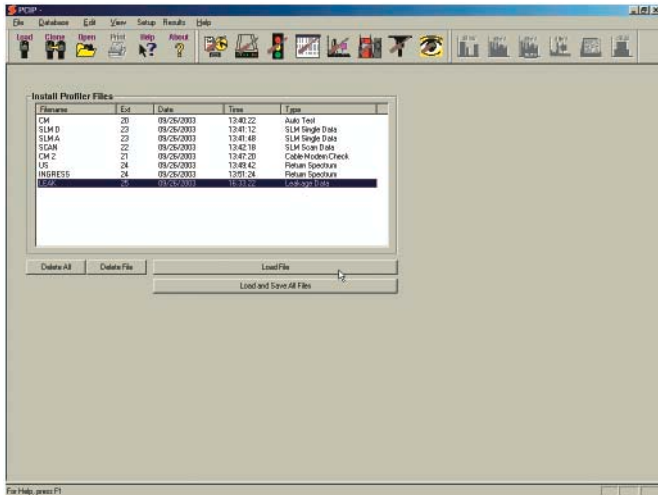 PCIP -
File Database Edit View Setup Results Help
Load Clone Open Print Help About
Install Profiler Files
Filename Ext Date Time Type
CM 20 09/26/2003 13:40:22 Auto Test
SLM D 23 09/26/2003 13:41:12 SLM Single Data
SLM A 23 09/26/2003 13:41:48 SLM Single Data
SCAN 22 09/26/2003 13:42:18 SLM Scan Data
CM 2 21 09/26/2003 13:47:20 Cable Modem Check
US 24 09/26/2003 13:49:42 Return Spectrum
INGRESS 24 09/26/2003 13:51:24 Return Spectrum
LEAK 25 09/26/2003 16:33:22 Leakage Data
Delete All Delete File Load File
Load and Save All Files
For Help, press F1